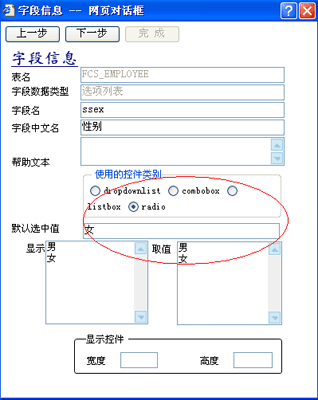 字段信息 -- 网页对话框
上一步 下一步 完 成
字段信息
表名 FCS_EMPLOYEE
字段数据类型 选项列表
字段名 ssex
字段中文名 性别
帮助文本
使用的控件类别
dropdownlist combobox
listbox radio
默认选中值 女
显示 男 取值 男
女 女
显示控件
宽度 高度